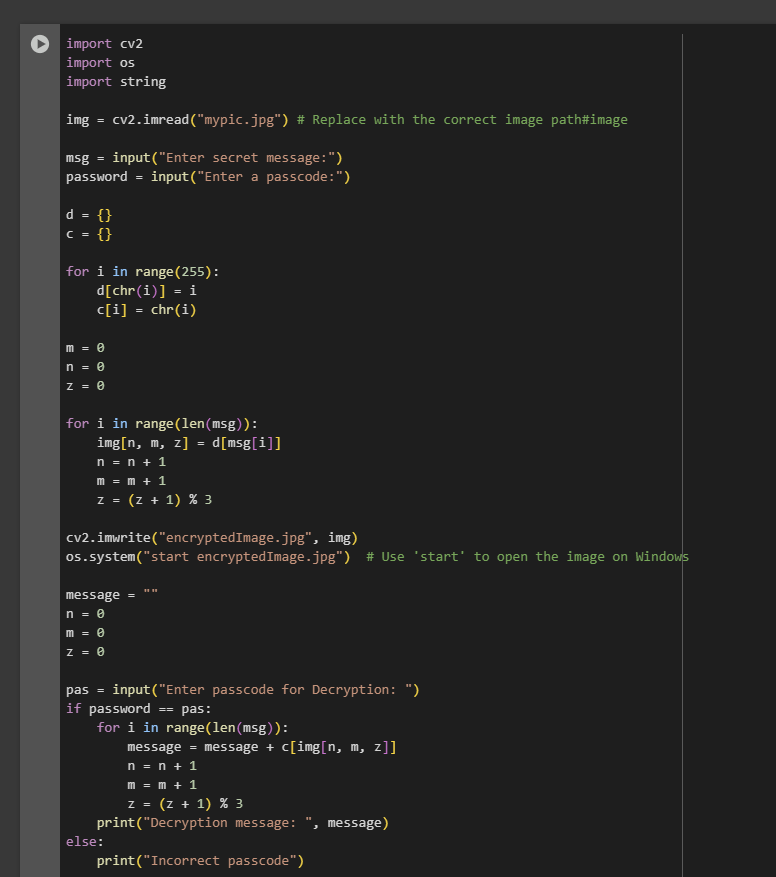 import cv2
import os
import string
img = cv2.imread("mypic.jpg") # Replace with the correct image path#image
msg = input("Enter secret message:")
password = input("Enter a passcode:")
d = {}
c = {}
for i in range(255):
    d[chr(i)] = i
    c[i] = chr(i)
m = 0
n = 0
z = 0
for i in range(len(msg)):
    img[n, m, z] = d[msg[i]]
    n = n + 1
    m = m + 1
    z = (z + 1) % 3
cv2.imwrite("encryptedImage.jpg", img)
os.system("start encryptedImage.jpg")  # Use 'start' to open the image on Windows
message = ""
n = 0
m = 0
z = 0
pas = input("Enter passcode for Decryption: ")
if password == pas:
    for i in range(len(msg)):
        message = message + c[img[n, m, z]]
        n = n + 1
        m = m + 1
        z = (z + 1) % 3
    print("Decryption message: ", message)
else:
    print("Incorrect passcode")